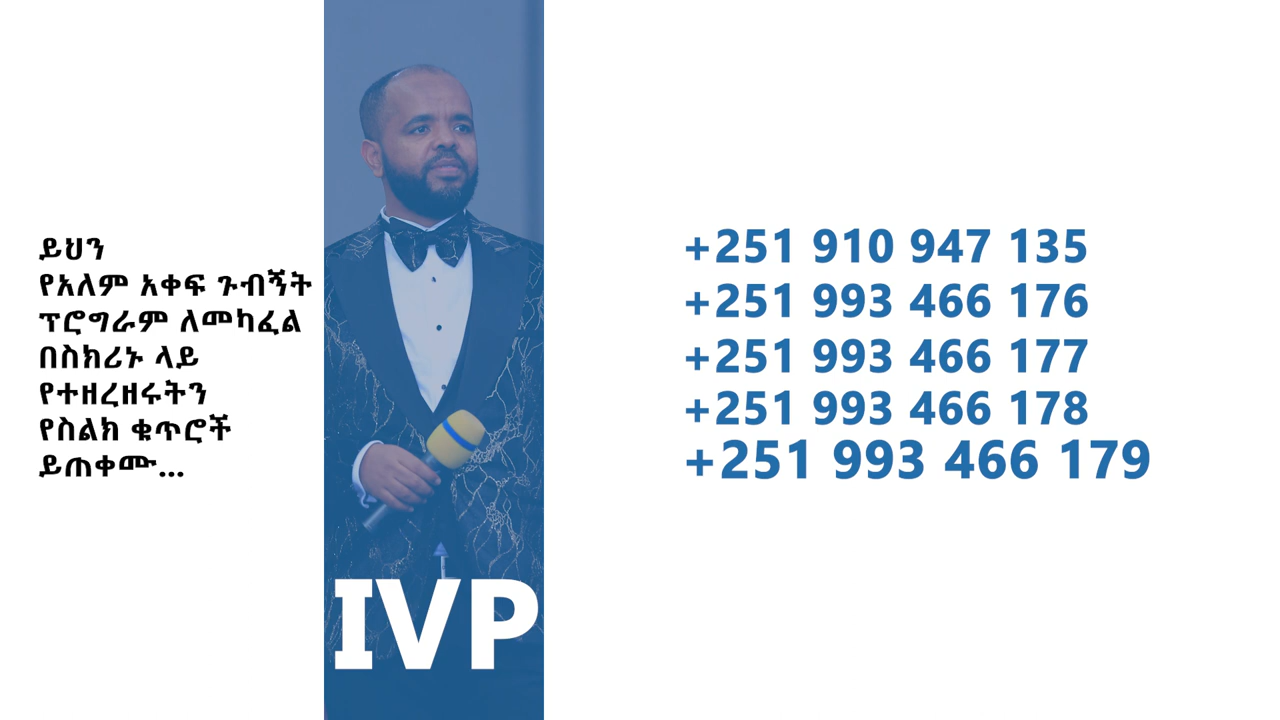 ይህን
የአለም አቀፍ ጉብኝት
ፕሮግራም ለመካፈል
በስክሪኑ ላይ
የተዘረዘሩትን
የስልክ ቁጥሮች
ይጠቀሙ...
IVP
+251 910 947 135
+251 993 466 176
+251 993 466 177
+251 993 466 178
+251 993 466 179